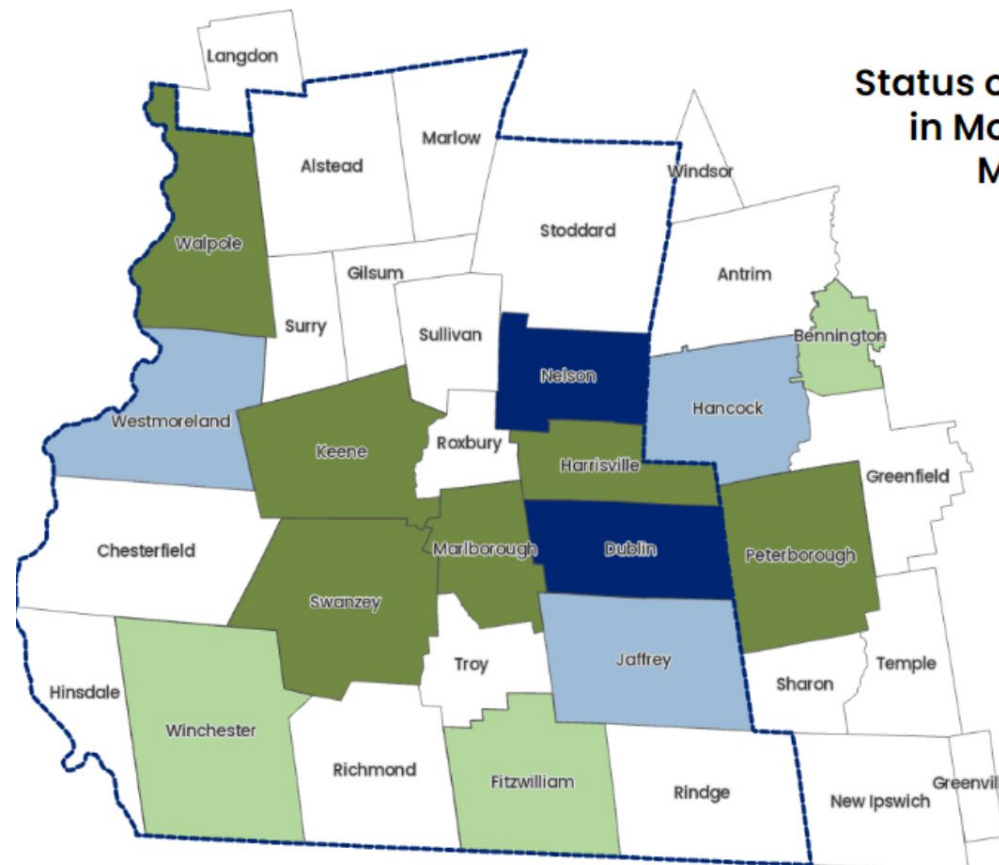 Langdon
Status o
in Mo
M
Marlow
Alstead
Windsor
Stoddard
Walpole
Gilsum
Antrim
Surry
Sullivan
Bennington
Nelson
Hancock
Westmoreland
Roxbury
Keene
Harrisville
Greenfield
Chesterfield
Marlborough
Dublin
Peterborough
Swanzey
Jaffrey
Troy
Temple
Sharon
Hinsdale
Winchester
Richmond
Fitzwilliam
Rindge
Greenvil
New Ipswich